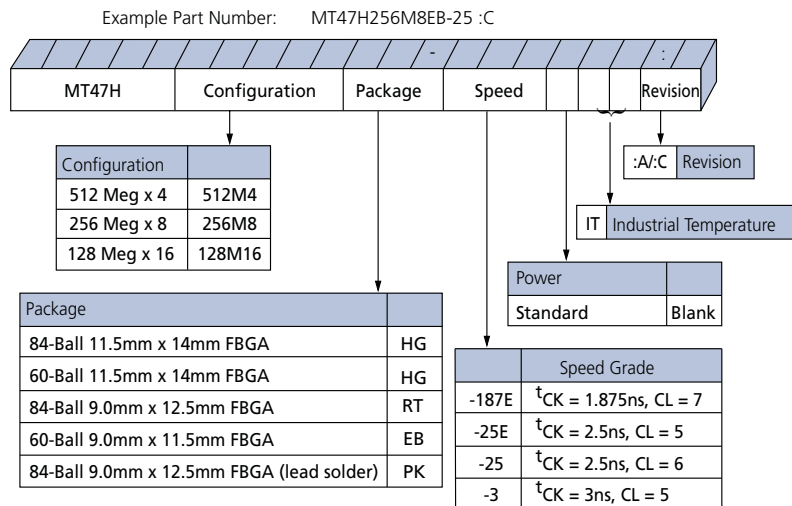 Example Part Number: MT47H256M8EB-25 :C
- :
MT47H Configuration Package Speed Revision
Configuration
512 Meg x 4 512M4
256 Meg x 8 256M8
128 Meg x 16 128M16
:A/:C Revision
IT Industrial Temperature
Power
Standard Blank
Package
84-Ball 11.5mm x 14mm FBGA HG
60-Ball 11.5mm x 14mm FBGA HG
84-Ball 9.0mm x 12.5mm FBGA RT
60-Ball 9.0mm x 11.5mm FBGA EB
84-Ball 9.0mm x 12.5mm FBGA (lead solder) PK
Speed Grade
-187E tCK = 1.875ns, CL = 7
-25E tCK = 2.5ns, CL = 5
-25 tCK = 2.5ns, CL = 6
-3 tCK = 3ns, CL = 5